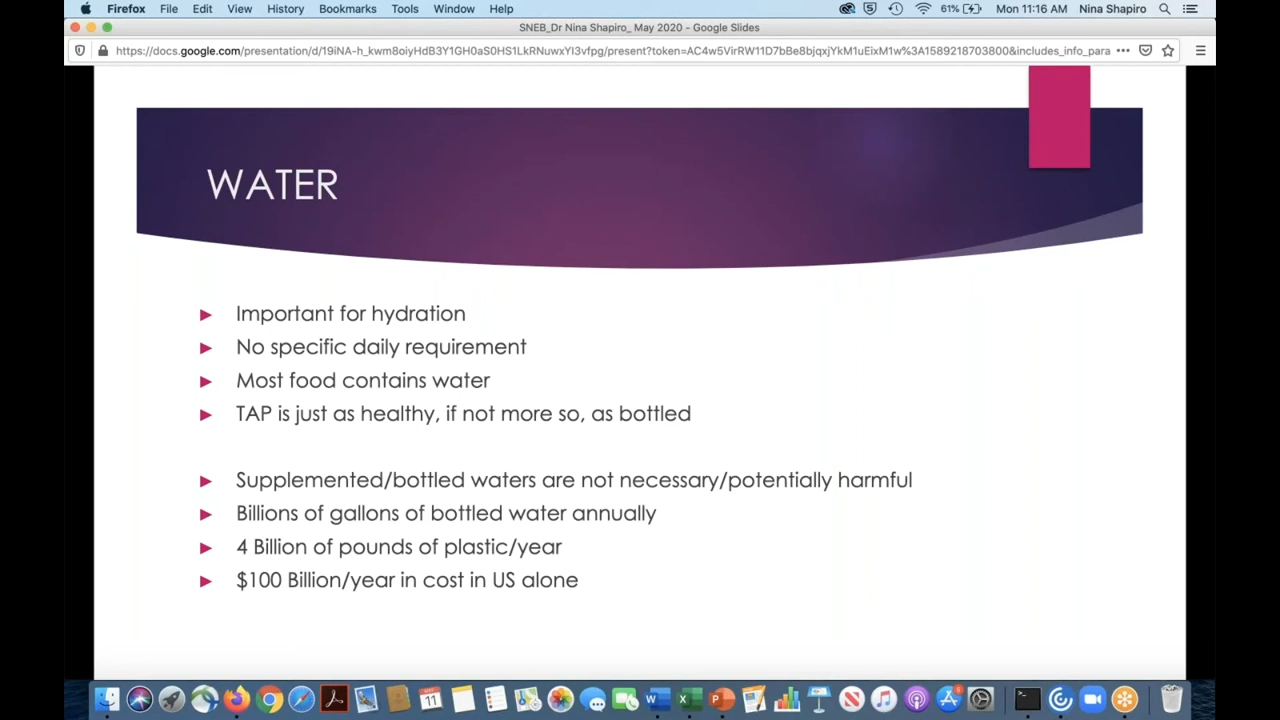 Firefox File Edit View History Bookmarks Tools Window Help 61% Mon 11:16 AM Nina Shapiro
SNEB_Dr Nina Shapiro_ May 2020 - Google Slides
https://docs.google.com/presentation/d/19iNA-h_kwm8oiyHdB3Y1GH0aS0HS1LkRNuwxYI3vfpg/present?token=AC4w5VirRW11D7bBe8bjqxjYkM1uEixM1w%3A1589218703800&includes_info_para
WATER
Important for hydration
No specific daily requirement
Most food contains water
TAP is just as healthy, if not more so, as bottled
Supplemented/bottled waters are not necessary/potentially harmful
Billions of gallons of bottled water annually
4 Billion of pounds of plastic/year
$100 Billion/year in cost in US alone